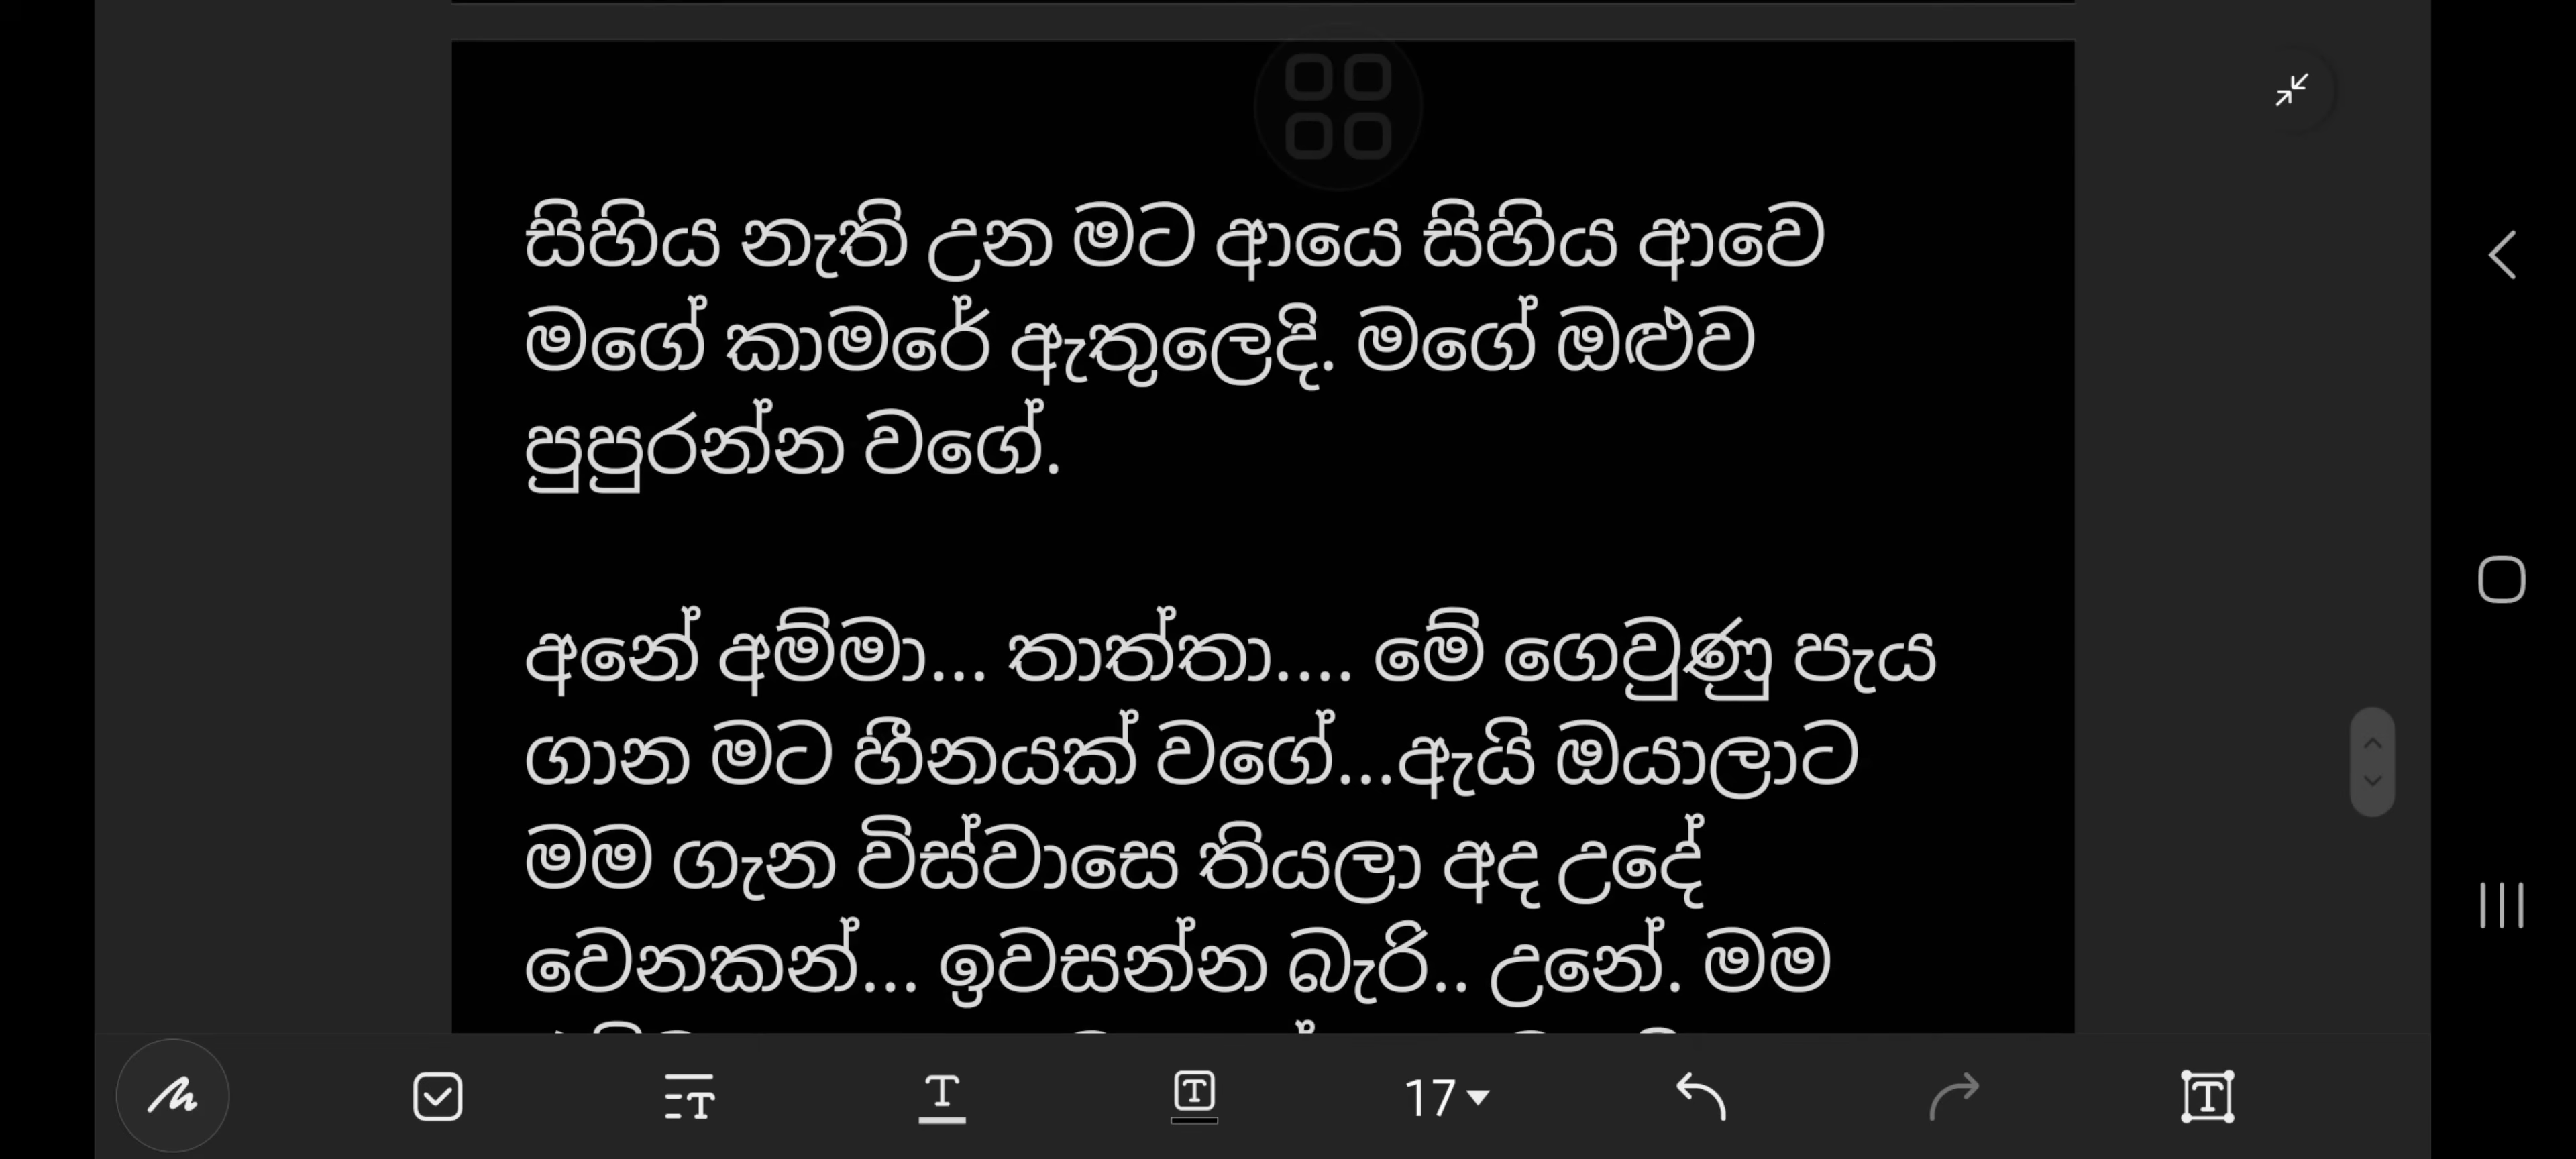 සිහිය නැති උන මට ආයෙ සිහිය ආවෙ
මගේ කාමරේ ඇතුලෙදි. මගේ ඔළුව
පුපුරන්න වගේ.
අනේ අම්මා... තාත්තා.... මේ ගෙවුණු පැය
ගාන මට හීනයක් වගේ...ඇයි ඔයාලාට
මම ගැන විස්වාසෙ තියලා අද උදේ
වෙනකන්... ඉවසන්න බැරි.. උනේ. මම
17